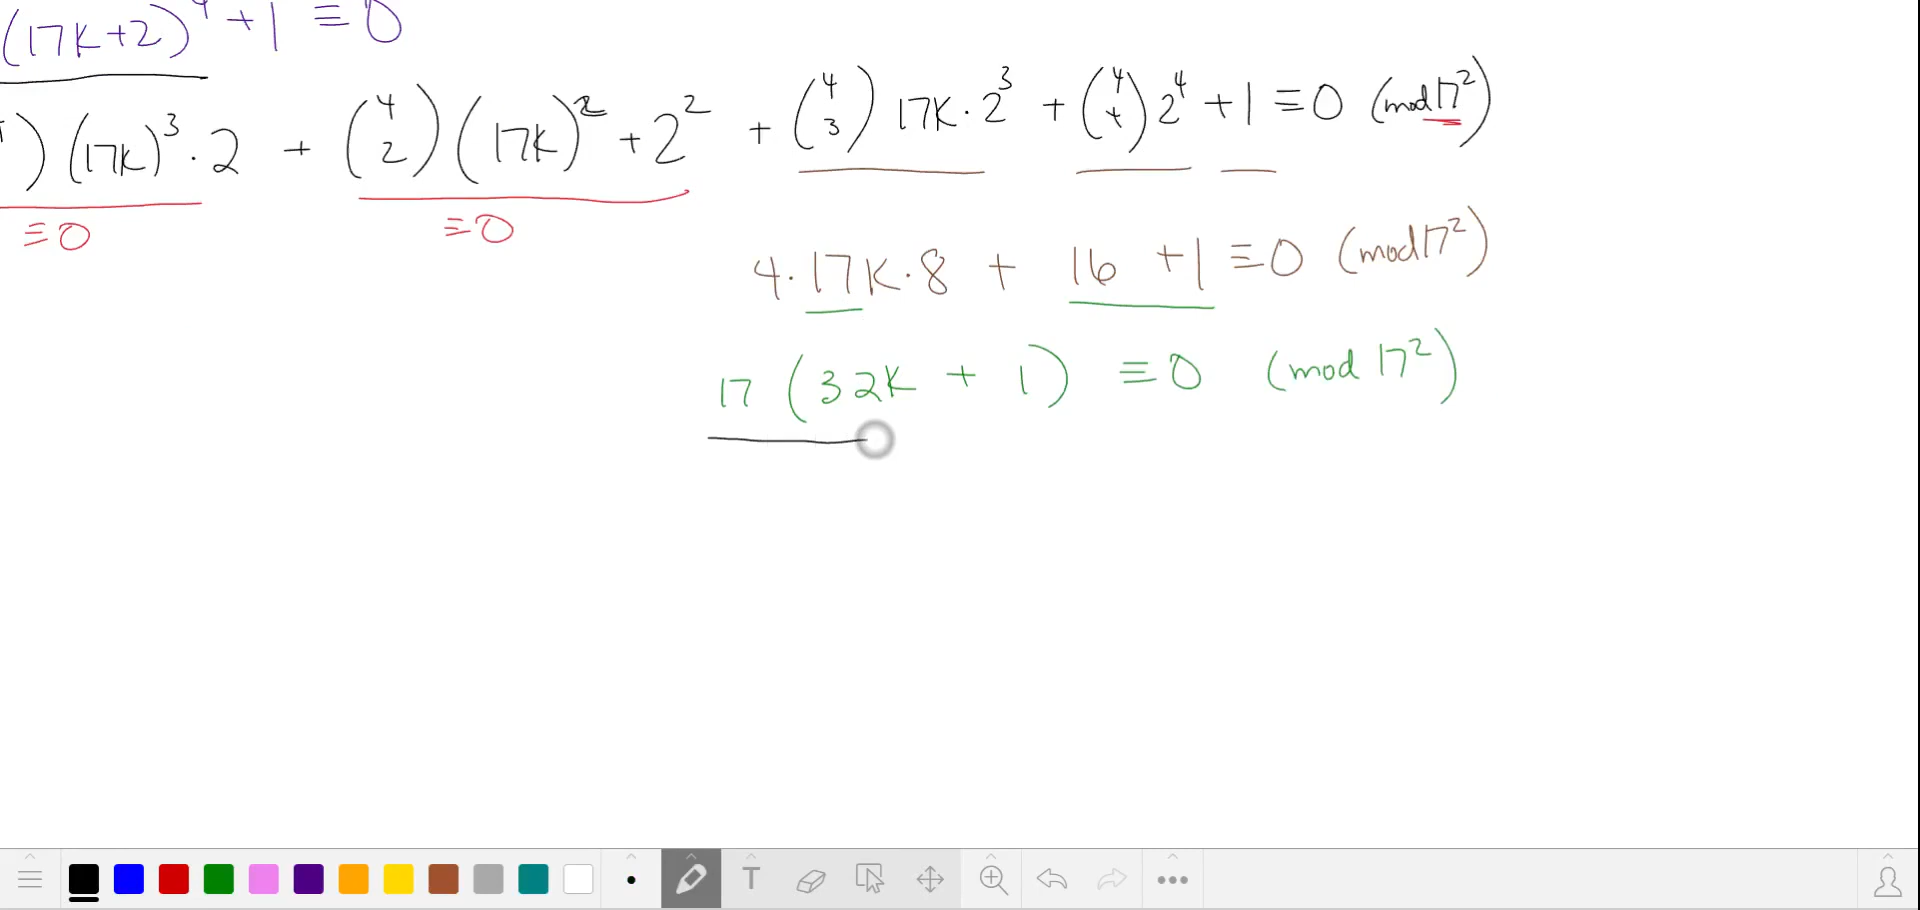 (17K+2)⁴ + 1 ≡ 0
) (17K)³ · 2 + (4 2) (17K)² + 2² + (4 3) 17K · 2³ + (4 4) 2⁴ + 1 ≡ 0 (mod 17²)
≡ 0 ≡ 0
4 · 17K · 8 + 16 + 1 ≡ 0 (mod 17²)
17 (32K + 1) ≡ 0 (mod 17²)
T